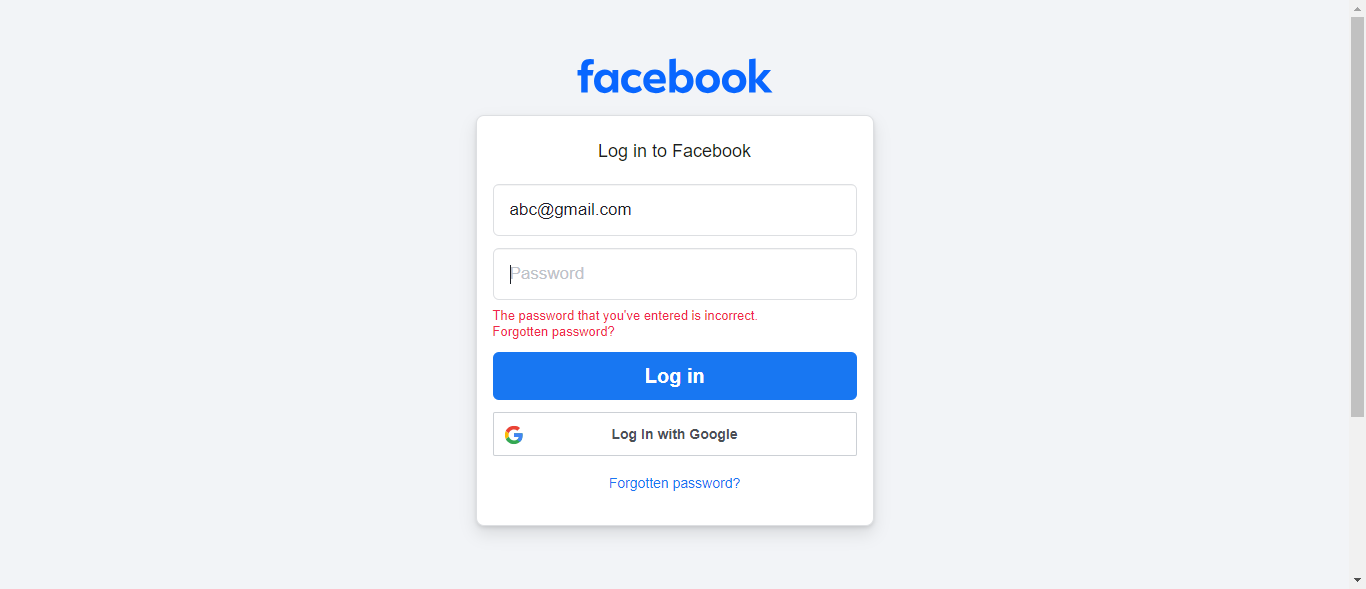 facebook
Log in to Facebook
abc@gmail.com
Password
The password that you've entered is incorrect.
Forgotten password?
Log in
Log In with Google
Forgotten password?